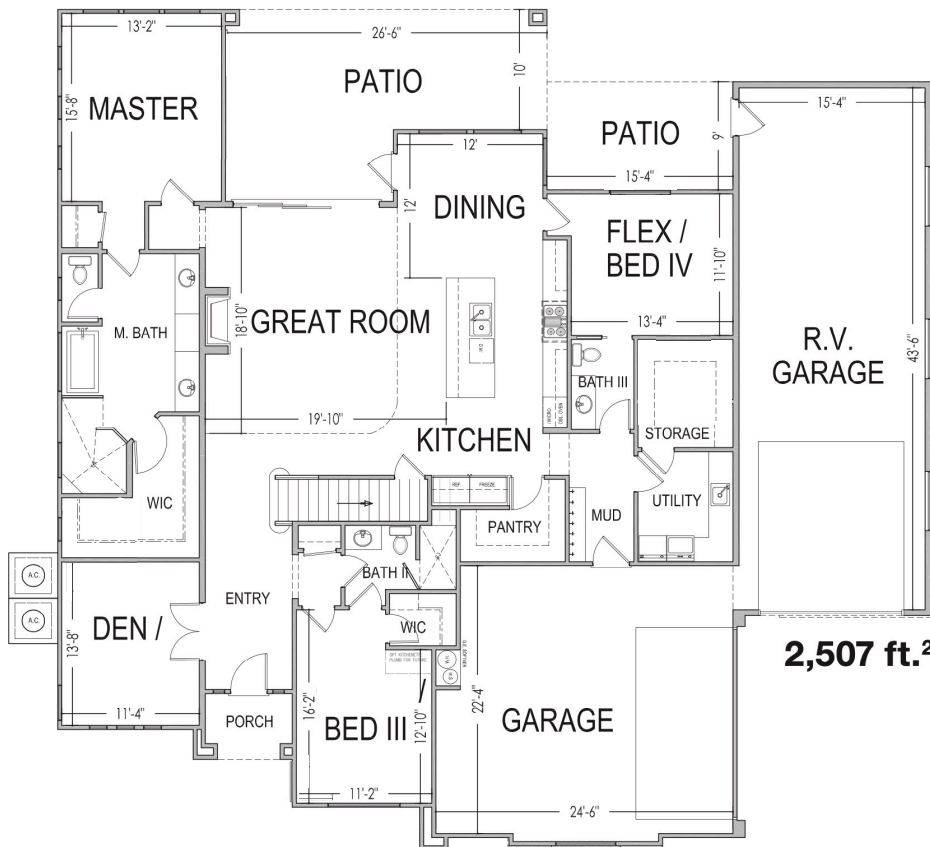 13'-2"
26'-6"
10'
PATIO
15'-8"
MASTER
15'-4"
PATIO
9'
15'-4"
12'
12'
DINING
FLEX /
BED IV
11'-10"
13'-4"
M. BATH
18'-10"
GREAT ROOM
R.V.
GARAGE
43'-6"
BATH III
MICRO
DBL OVEN
19'-10"
KITCHEN
STORAGE
WIC
REF.
FREEZE
PANTRY
MUD
UTILITY
A.C.
A.C.
BATH II
ENTRY
DEN /
13'-8"
WIC
2,507 ft.²
11'-4"
PORCH
16'-2"
BED III
12'-10"
22'-4"
GARAGE
11'-2"
24'-6"